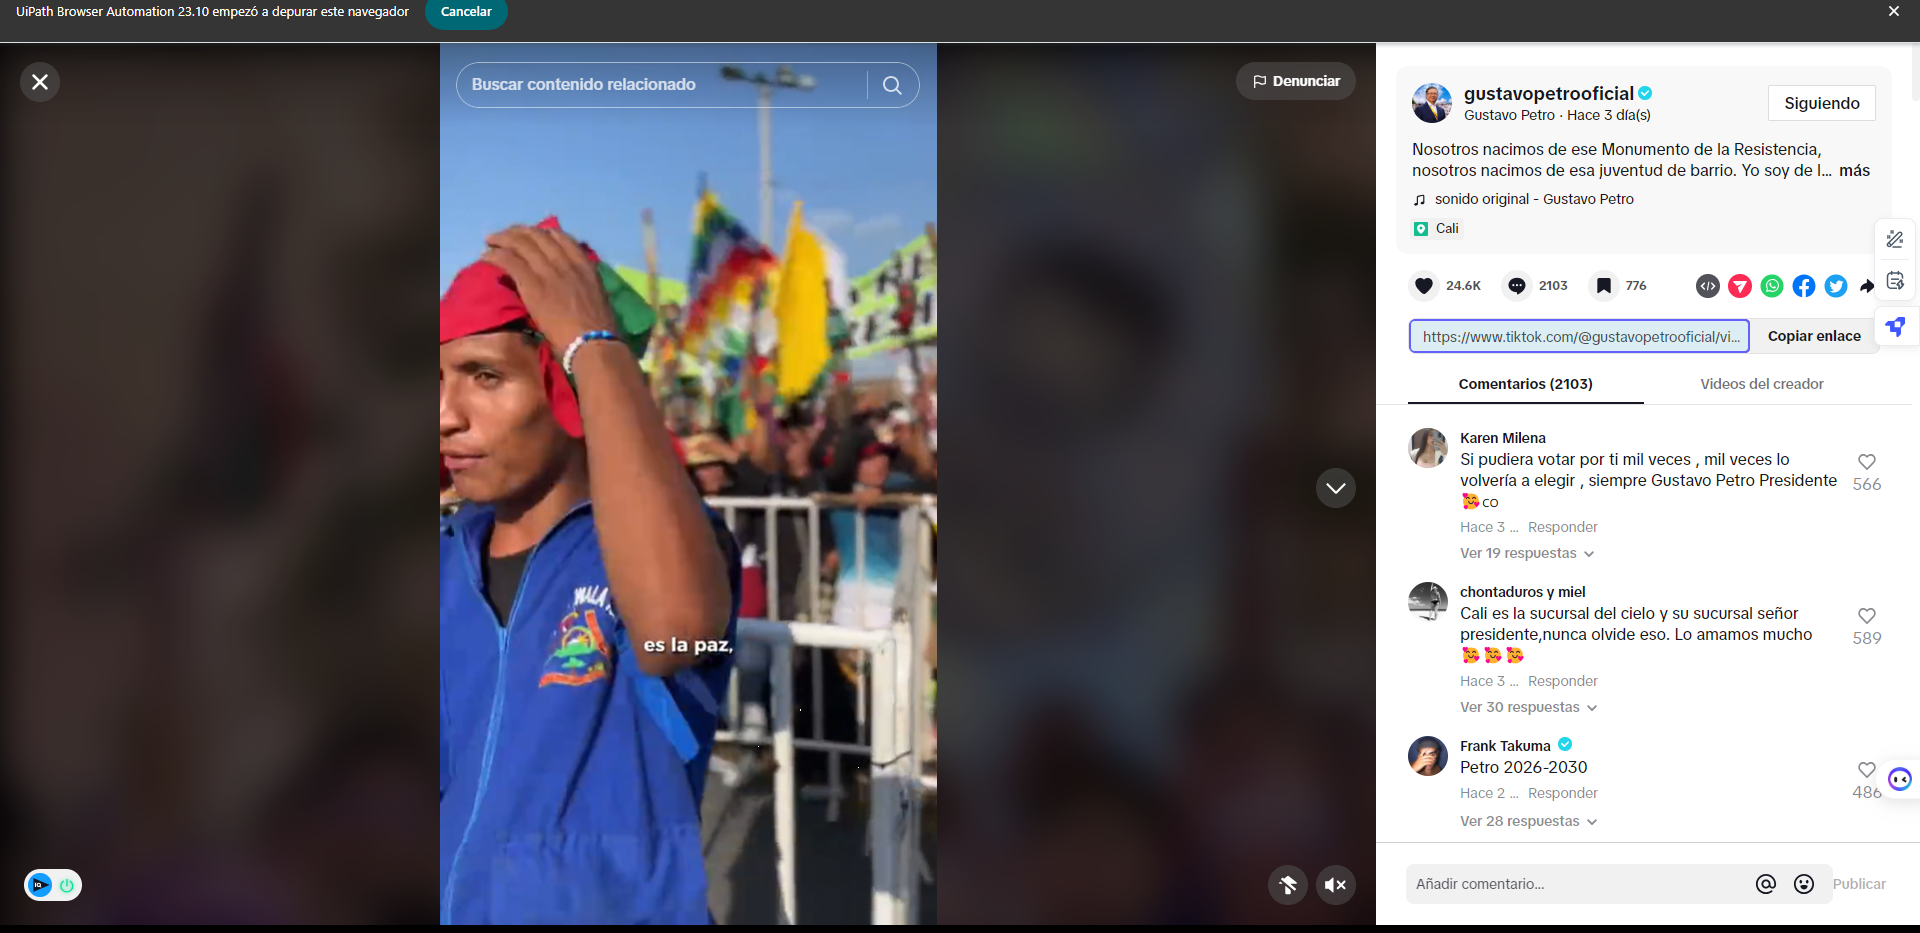 UiPath Browser Automation 23.10 empezó a depurar este navegador
Cancelar
Buscar contenido relacionado
Denunciar
es la paz,
gustavopetrooficial
Gustavo Petro · Hace 3 día(s)
Siguiendo
Nosotros nacimos de ese Monumento de la Resistencia,
nosotros nacimos de esa juventud de barrio. Yo soy de l... más
sonido original - Gustavo Petro
Cali
24.6K
2103
776
https://www.tiktok.com/@gustavopetrooficial/vi...
Copiar enlace
Comentarios (2103)
Videos del creador
Karen Milena
Si pudiera votar por ti mil veces , mil veces lo
volvería a elegir , siempre Gustavo Petro Presidente
🥰 CO
566
Hace 3 ... Responder
Ver 19 respuestas
chontaduros y miel
Cali es la sucursal del cielo y su sucursal señor
presidente,nunca olvide eso. Lo amamos mucho
🥰🥰🥰
589
Hace 3 ... Responder
Ver 30 respuestas
Frank Takuma
Petro 2026-2030
486
Hace 2 ... Responder
Ver 28 respuestas
Añadir comentario...
Publicar